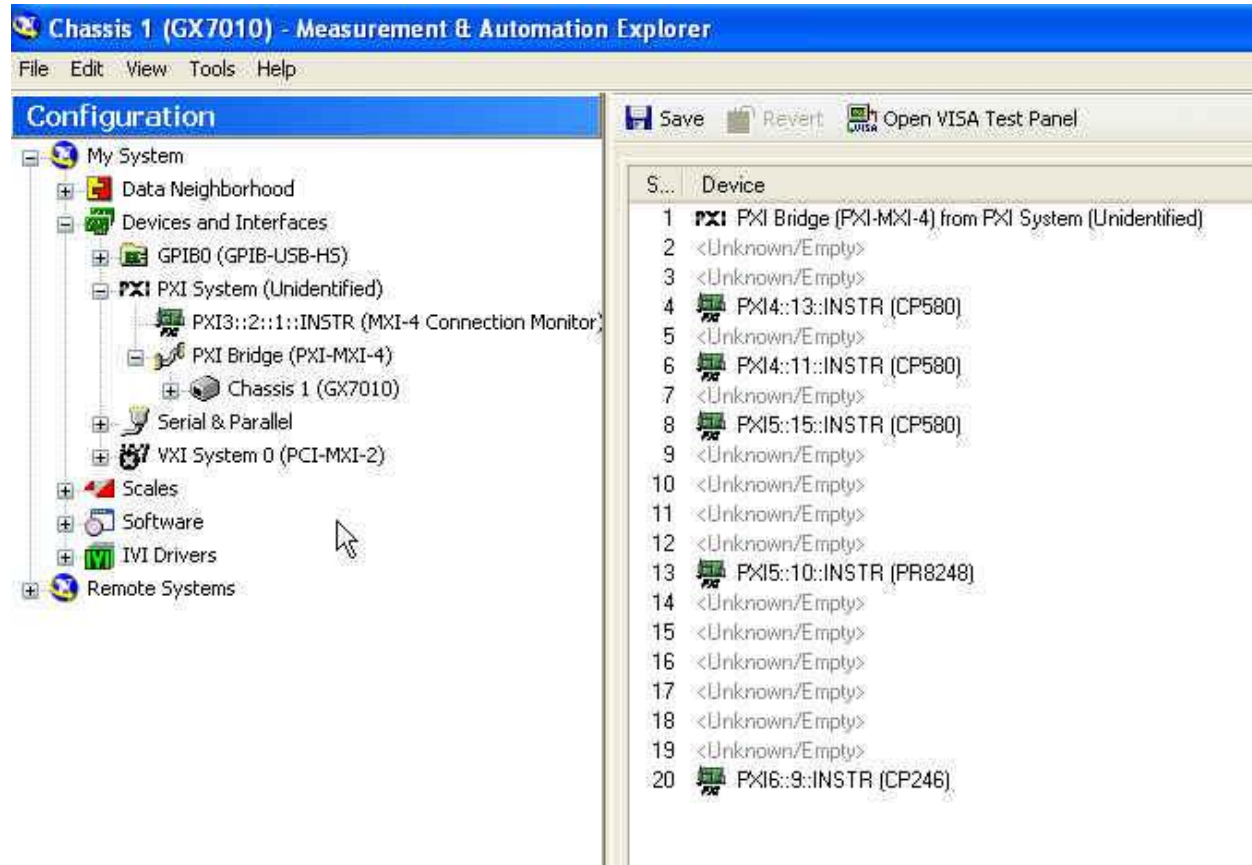 Chassis 1 (GX7010) - Measurement & Automation Explorer
File Edit View Tools Help
Configuration
My System
Data Neighborhood
Devices and Interfaces
GPIB0 (GPIB-USB-HS)
PXI PXI System (Unidentified)
PXI3::2::1::INSTR (MXI-4 Connection Monitor)
PXI Bridge (PXI-MXI-4)
Chassis 1 (GX7010)
Serial & Parallel
VXI System 0 (PCI-MXI-2)
Scales
Software
IVI Drivers
Remote Systems
Save Revert Open VISA Test Panel
S... Device
1 PXI PXI Bridge (PXI-MXI-4) from PXI System (Unidentified)
2 <Unknown/Empty>
3 <Unknown/Empty>
4 PXI4::13::INSTR (CP580)
5 <Unknown/Empty>
6 PXI4::11::INSTR (CP580)
7 <Unknown/Empty>
8 PXI5::15::INSTR (CP580)
9 <Unknown/Empty>
10 <Unknown/Empty>
11 <Unknown/Empty>
12 <Unknown/Empty>
13 PXI5::10::INSTR (PR8248)
14 <Unknown/Empty>
15 <Unknown/Empty>
16 <Unknown/Empty>
17 <Unknown/Empty>
18 <Unknown/Empty>
19 <Unknown/Empty>
20 PXI6::9::INSTR (CP246)